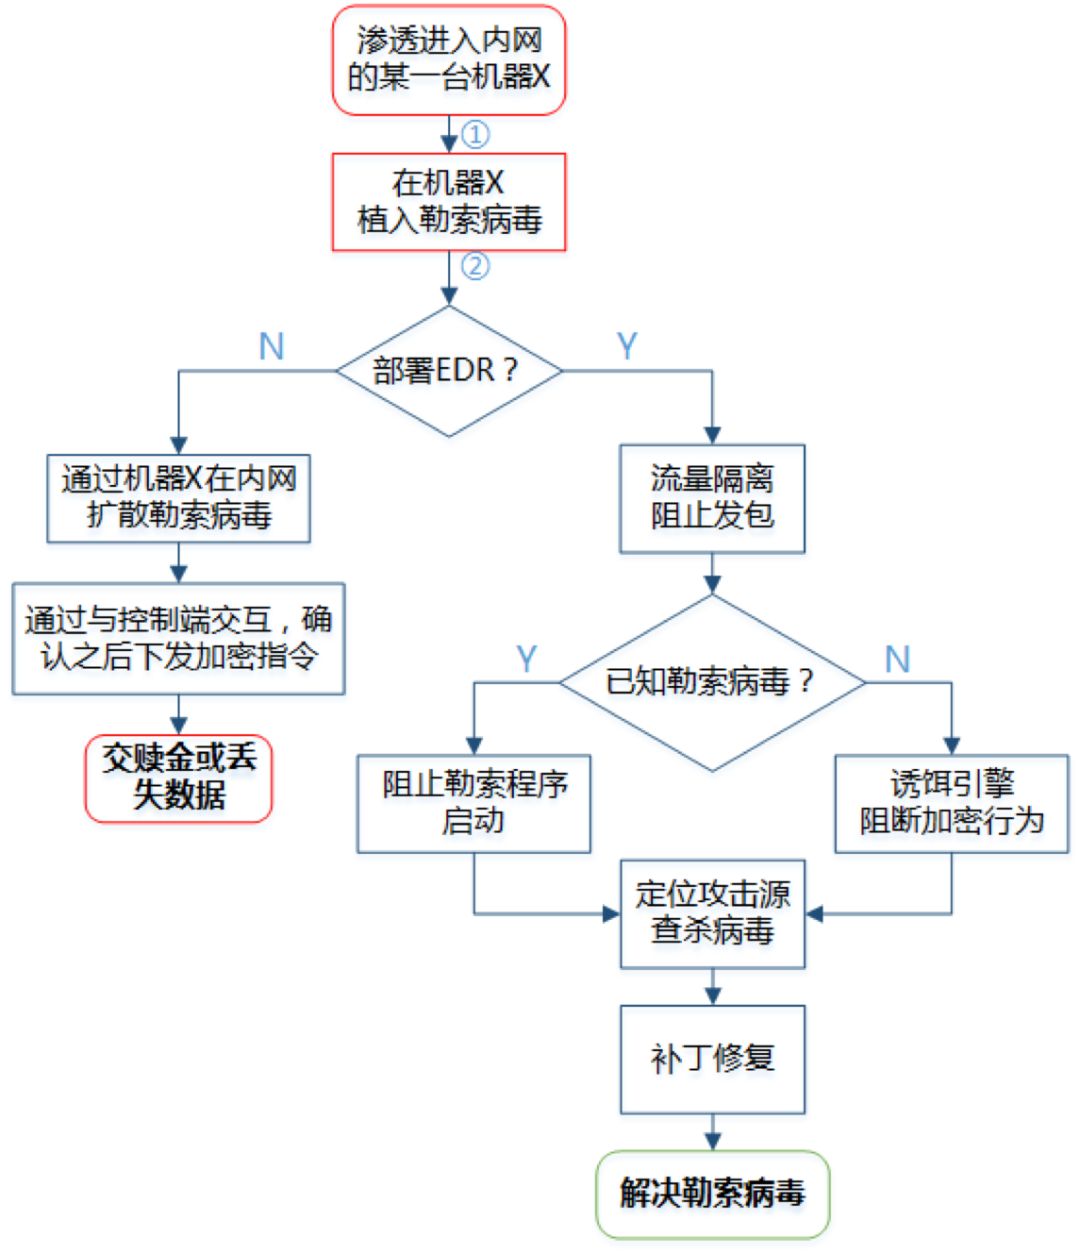 渗透进入内网
的某一台机器X
①
在机器X
植入勒索病毒
②
N
Y
部署EDR？
通过机器X在内网
扩散勒索病毒
流量隔离
阻止发包
通过与控制端交互，确
认之后下发加密指令
Y
N
已知勒索病毒？
交赎金或丢
失数据
阻止勒索程序
启动
诱饵引擎
阻断加密行为
定位攻击源
查杀病毒
补丁修复
解决勒索病毒